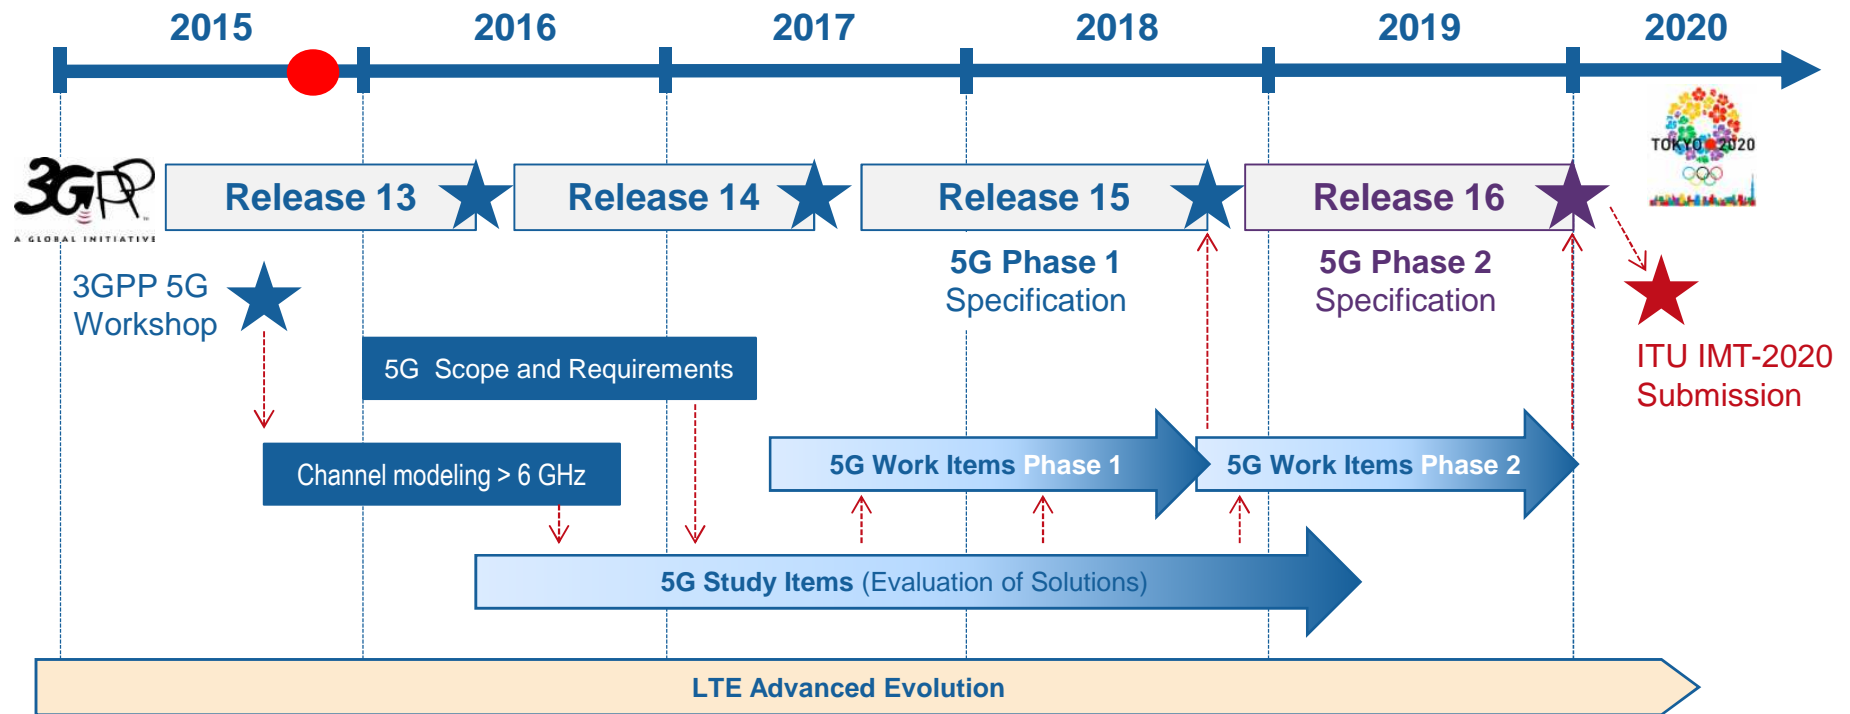 2015 2016 2017 2018 2019 2020
3GPP
TM
A GLOBAL INITIATIVE
TOKYO 2020
Release 13
Release 14
Release 15
Release 16
3GPP 5G
Workshop
5G Phase 1
Specification
5G Phase 2
Specification
ITU IMT-2020
Submission
5G Scope and Requirements
Channel modeling > 6 GHz
5G Work Items Phase 1
5G Work Items Phase 2
5G Study Items (Evaluation of Solutions)
LTE Advanced Evolution